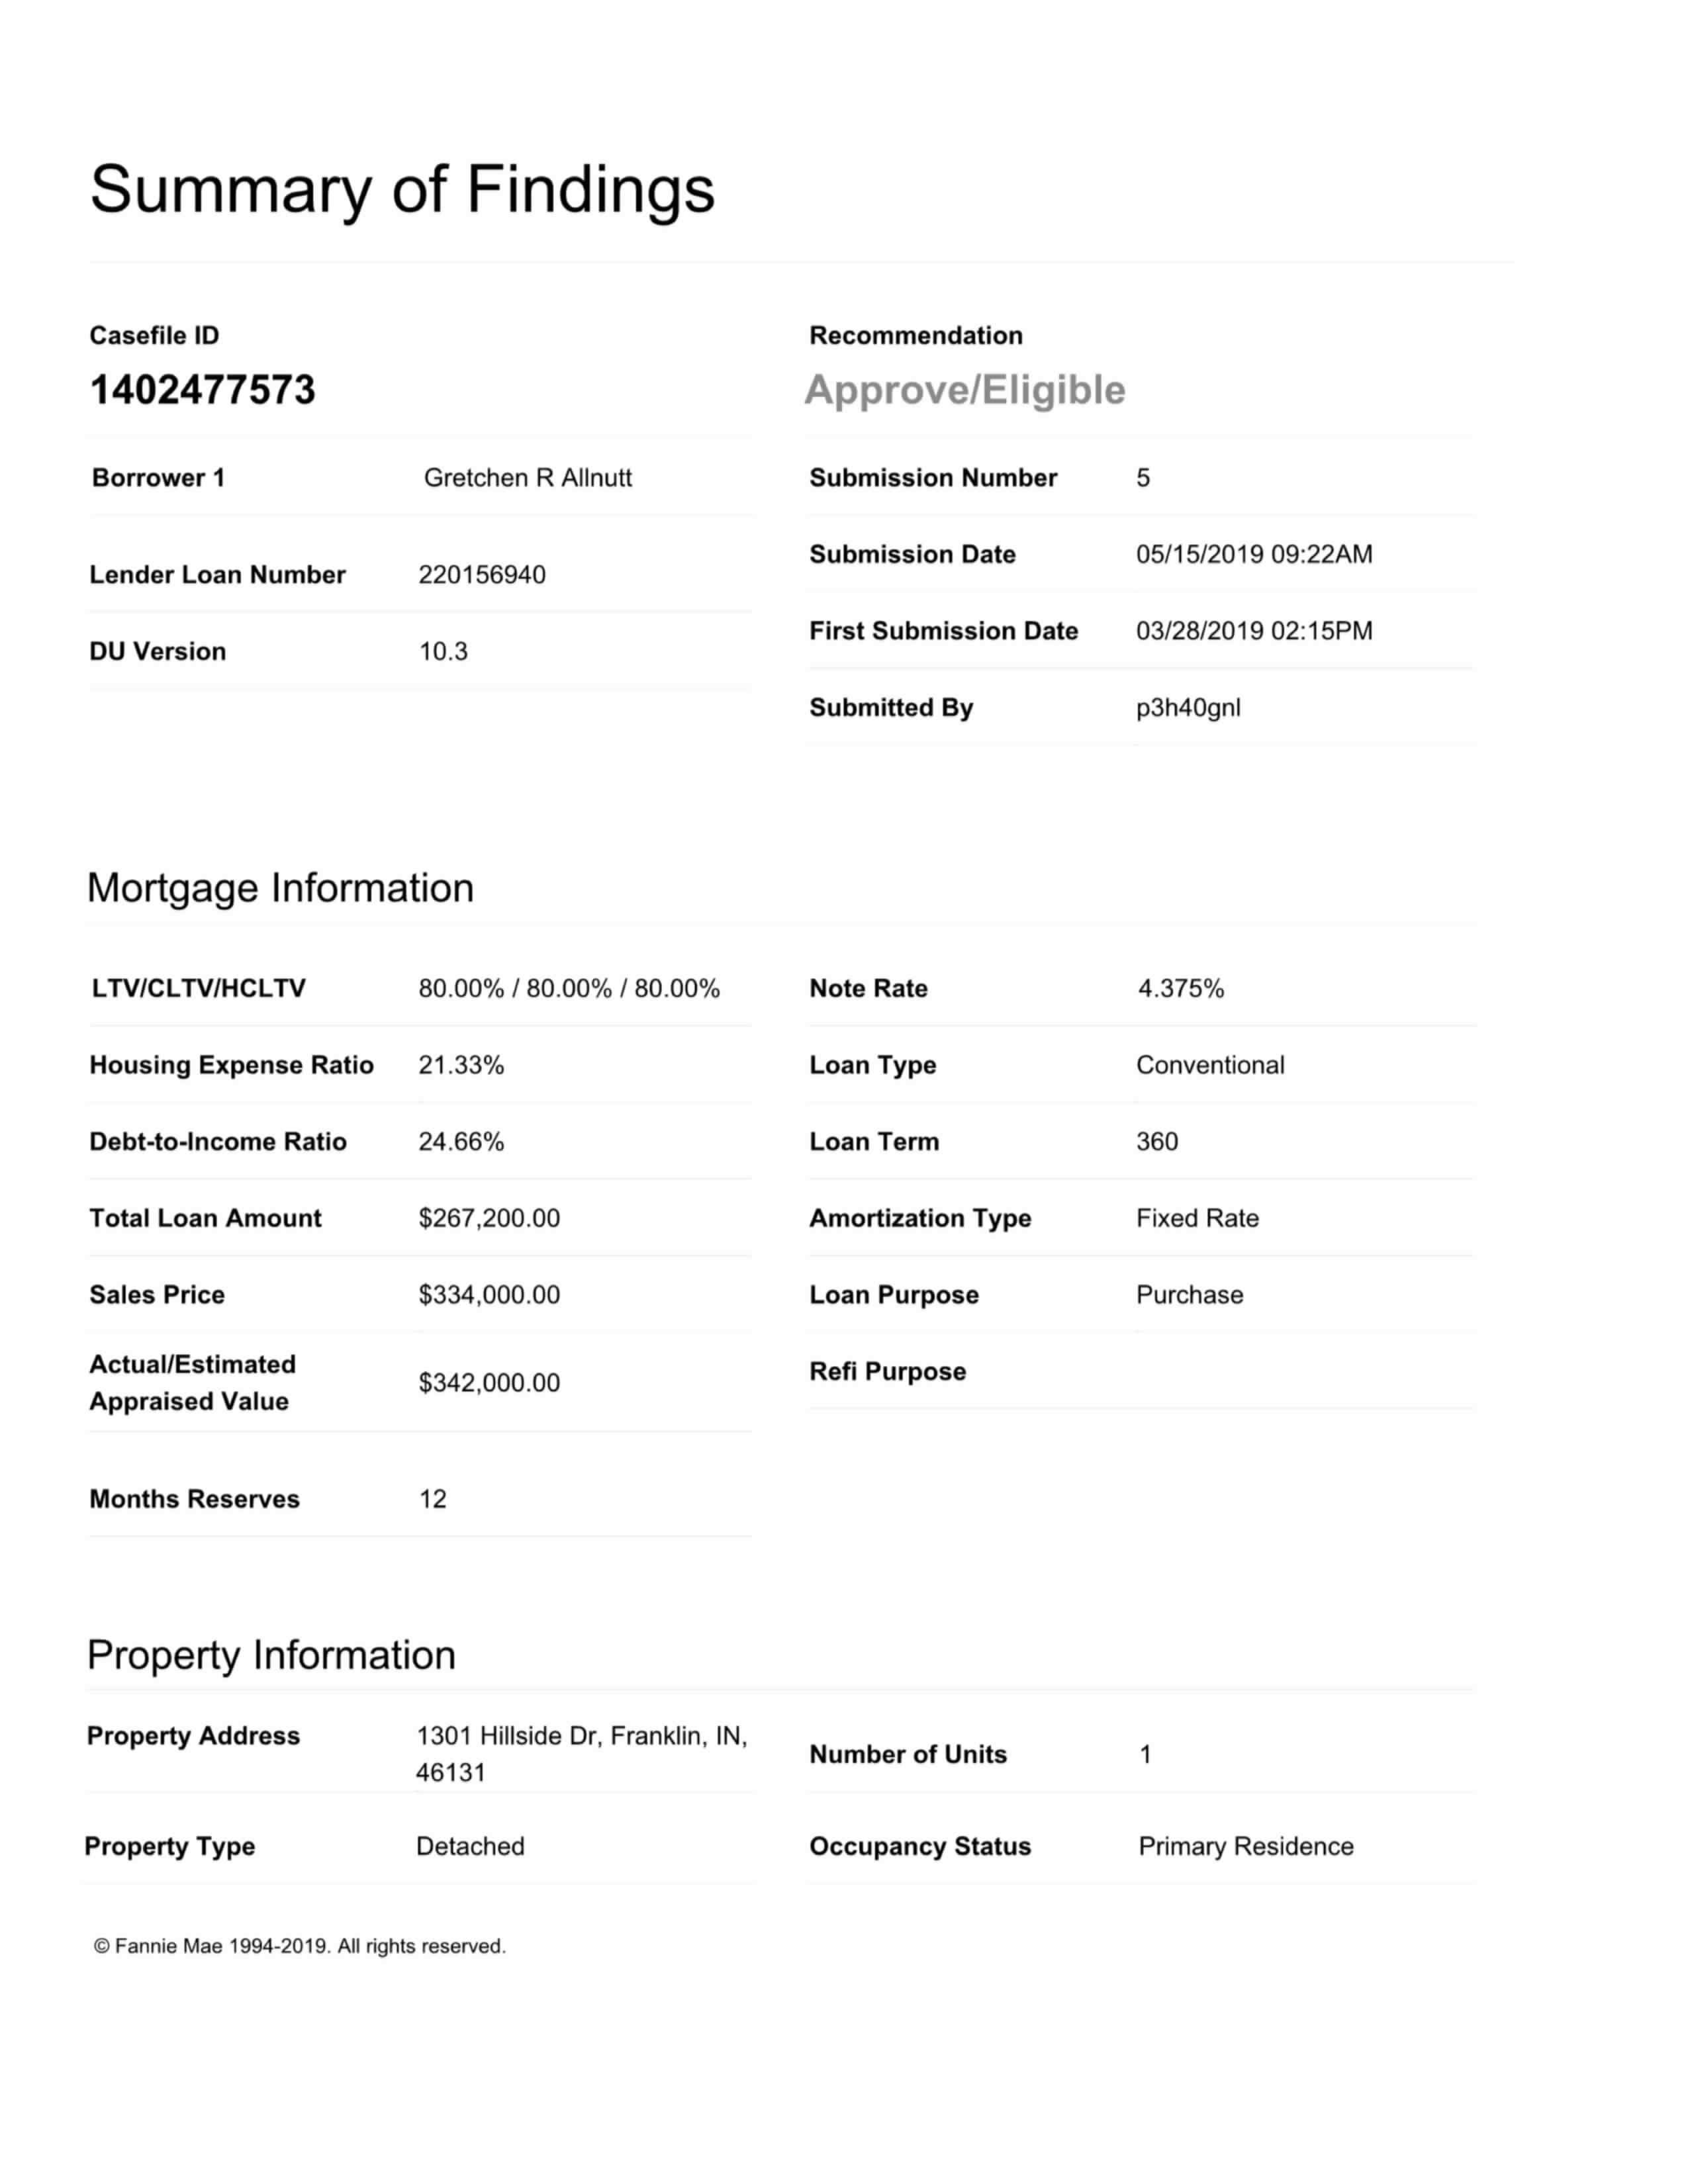 Summary of Findings
Casefile ID
1402477573
Borrower 1 Gretchen R Allnutt
Lender Loan Number 220156940
DU Version 10.3
Recommendation
Approve/Eligible
Submission Number 5
Submission Date 05/15/2019 09:22AM
First Submission Date 03/28/2019 02:15PM
Submitted By p3h40gnl
Mortgage Information
LTV/CLTV/HCLTV 80.00% / 80.00% / 80.00%
Housing Expense Ratio 21.33%
Debt-to-Income Ratio 24.66%
Total Loan Amount $267,200.00
Sales Price $334,000.00
Actual/Estimated
Appraised Value $342,000.00
Months Reserves 12
Note Rate 4.375%
Loan Type Conventional
Loan Term 360
Amortization Type Fixed Rate
Loan Purpose Purchase
Refi Purpose
Property Information
Property Address 1301 Hillside Dr, Franklin, IN,
46131
Property Type Detached
Number of Units 1
Occupancy Status Primary Residence
© Fannie Mae 1994-2019. All rights reserved.